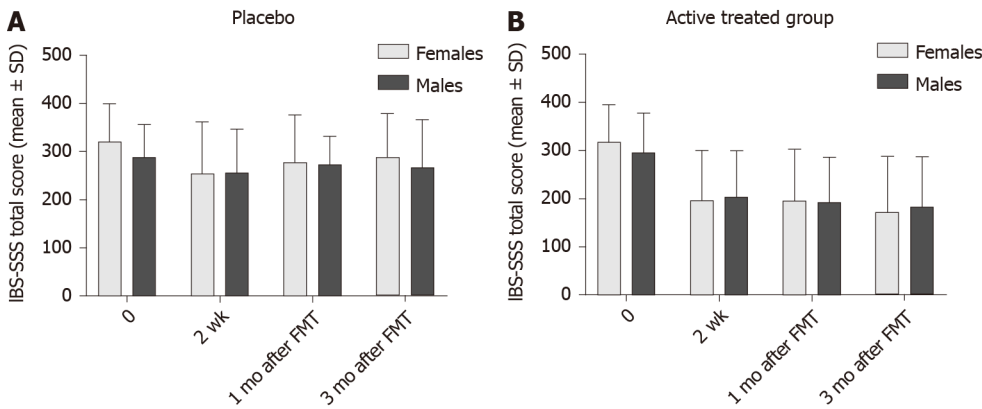 A
Placebo
IBS-SSS total score (mean ± SD)
500
400
300
200
100
0
Females
Males
0
2 wk
1 mo after FMT
3 mo after FMT
B
Active treated group
IBS-SSS total score (mean ± SD)
500
400
300
200
100
0
Females
Males
0
2 wk
1 mo after FMT
3 mo after FMT